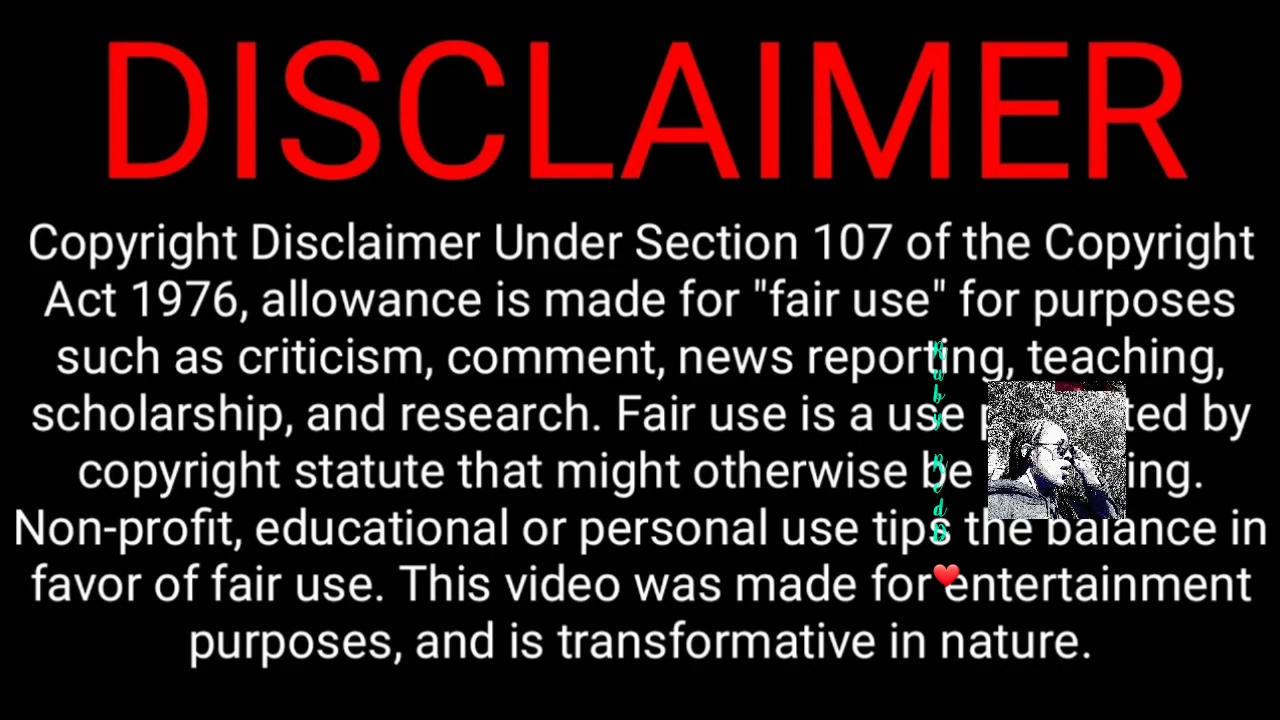 DISCLAIMER
Copyright Disclaimer Under Section 107 of the Copyright
Act 1976, allowance is made for "fair use" for purposes
such as criticism, comment, news reporting, teaching,
scholarship, and research. Fair use is a use by
copyright statute that might otherwise be
Non-profit, educational or personal use tips the balance in
favor of fair use. This video was made for entertainment
purposes, and is transformative in nature.
Ruby RedD